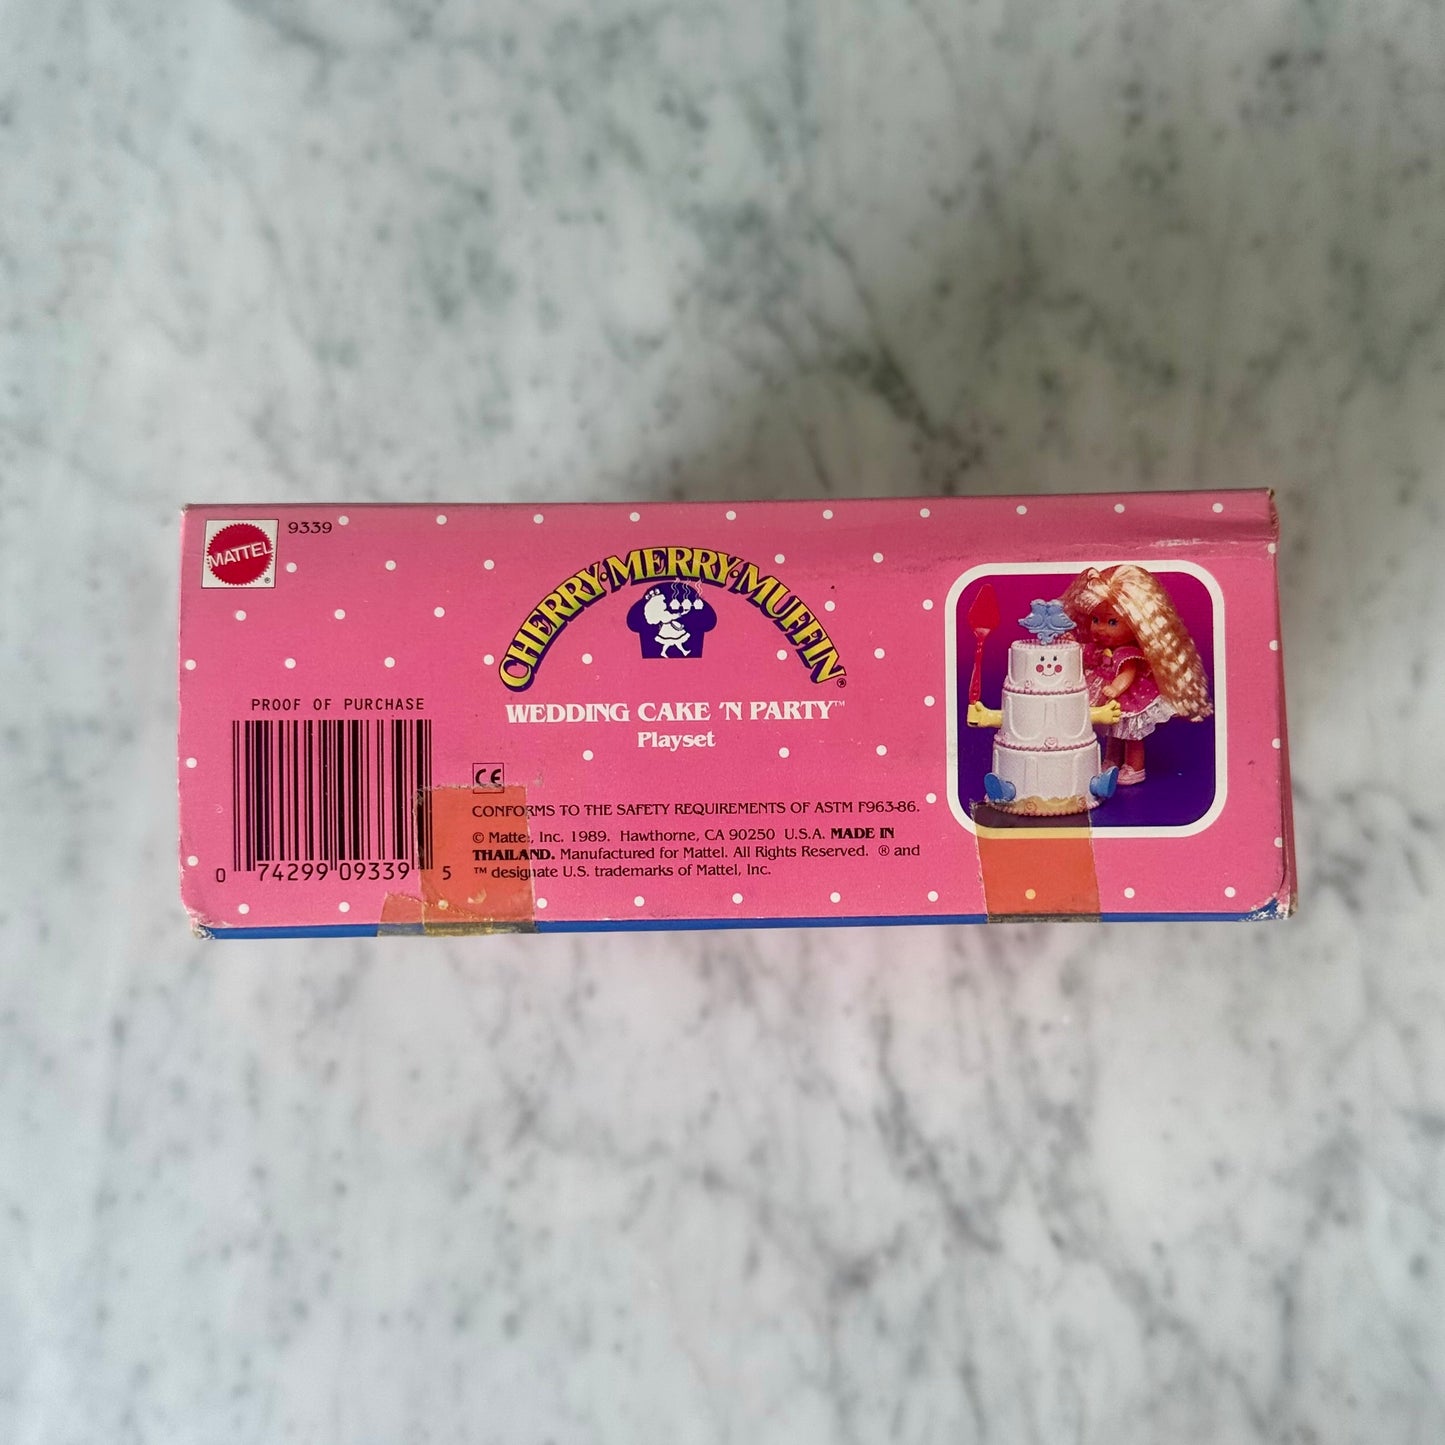 MATTEL ®
9339
CHERRY·MERRY·MUFFIN®
WEDDING CAKE 'N PARTY™
Playset
PROOF OF PURCHASE
0 74299 09339 5
CE
CONFORMS TO THE SAFETY REQUIREMENTS OF ASTM F963-86.
© Mattel, Inc. 1989. Hawthorne, CA 90250 U.S.A. MADE IN
THAILAND. Manufactured for Mattel. All Rights Reserved. ® and
™ designate U.S. trademarks of Mattel, Inc.